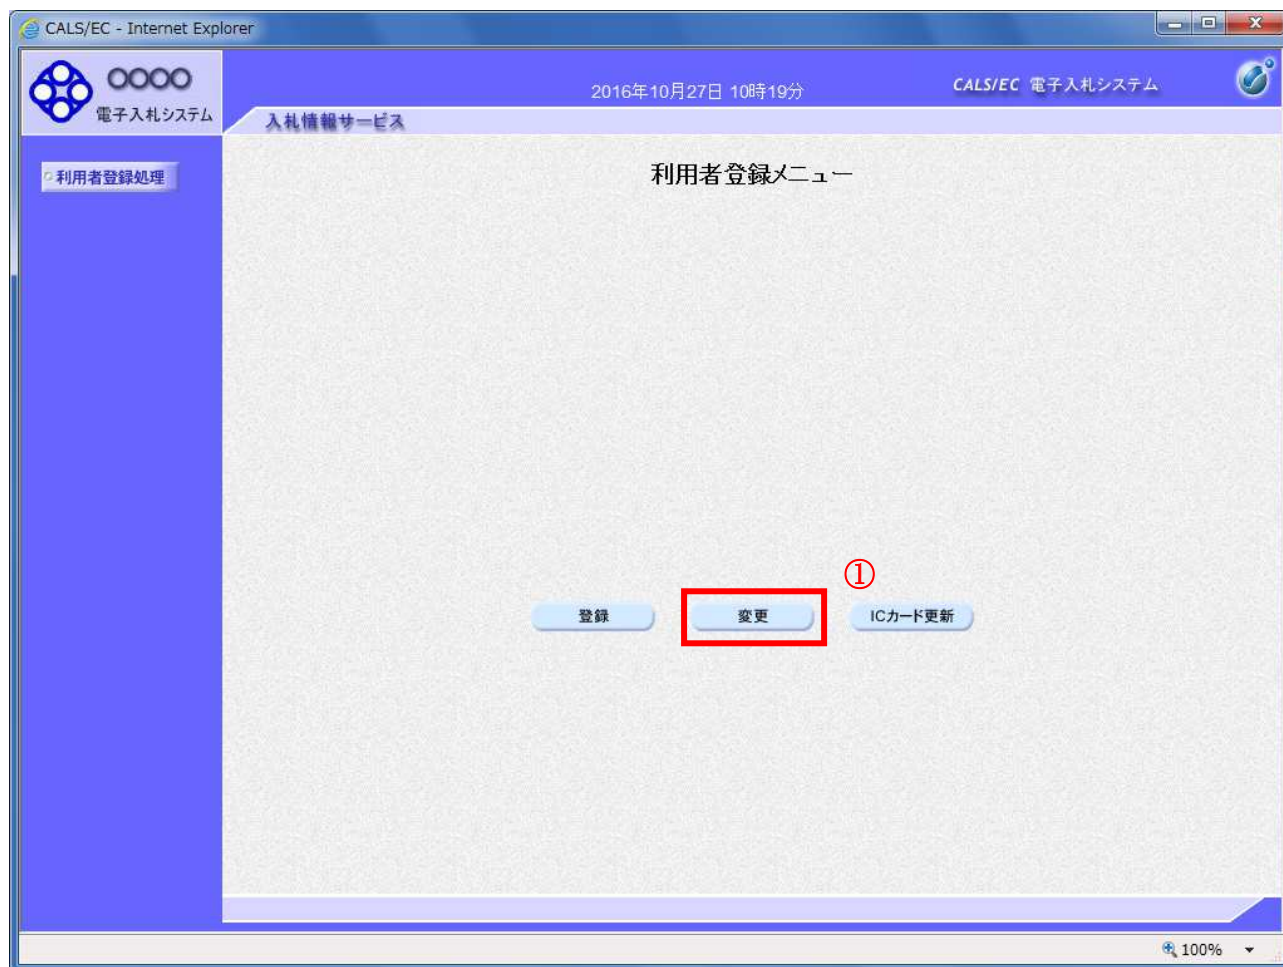 CALS/EC - Internet Explorer
○○○○
電子入札システム
2016年10月27日 10時19分
CALS/EC 電子入札システム
入札情報サービス
利用者登録処理
利用者登録メニュー
①
登録
変更
ICカード更新
100%